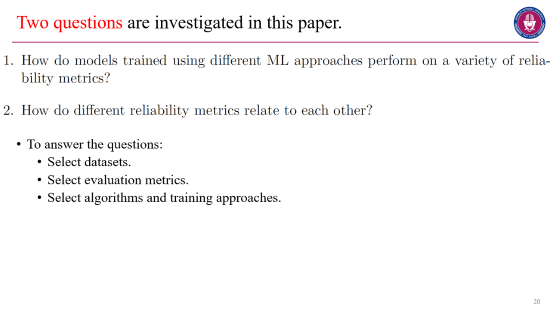 Two questions are investigated in this paper.
1. How do models trained using different ML approaches perform on a variety of relia-
bility metrics?
2. How do different reliability metrics relate to each other?
• To answer the questions:
• Select datasets.
• Select evaluation metrics.
• Select algorithms and training approaches.
20